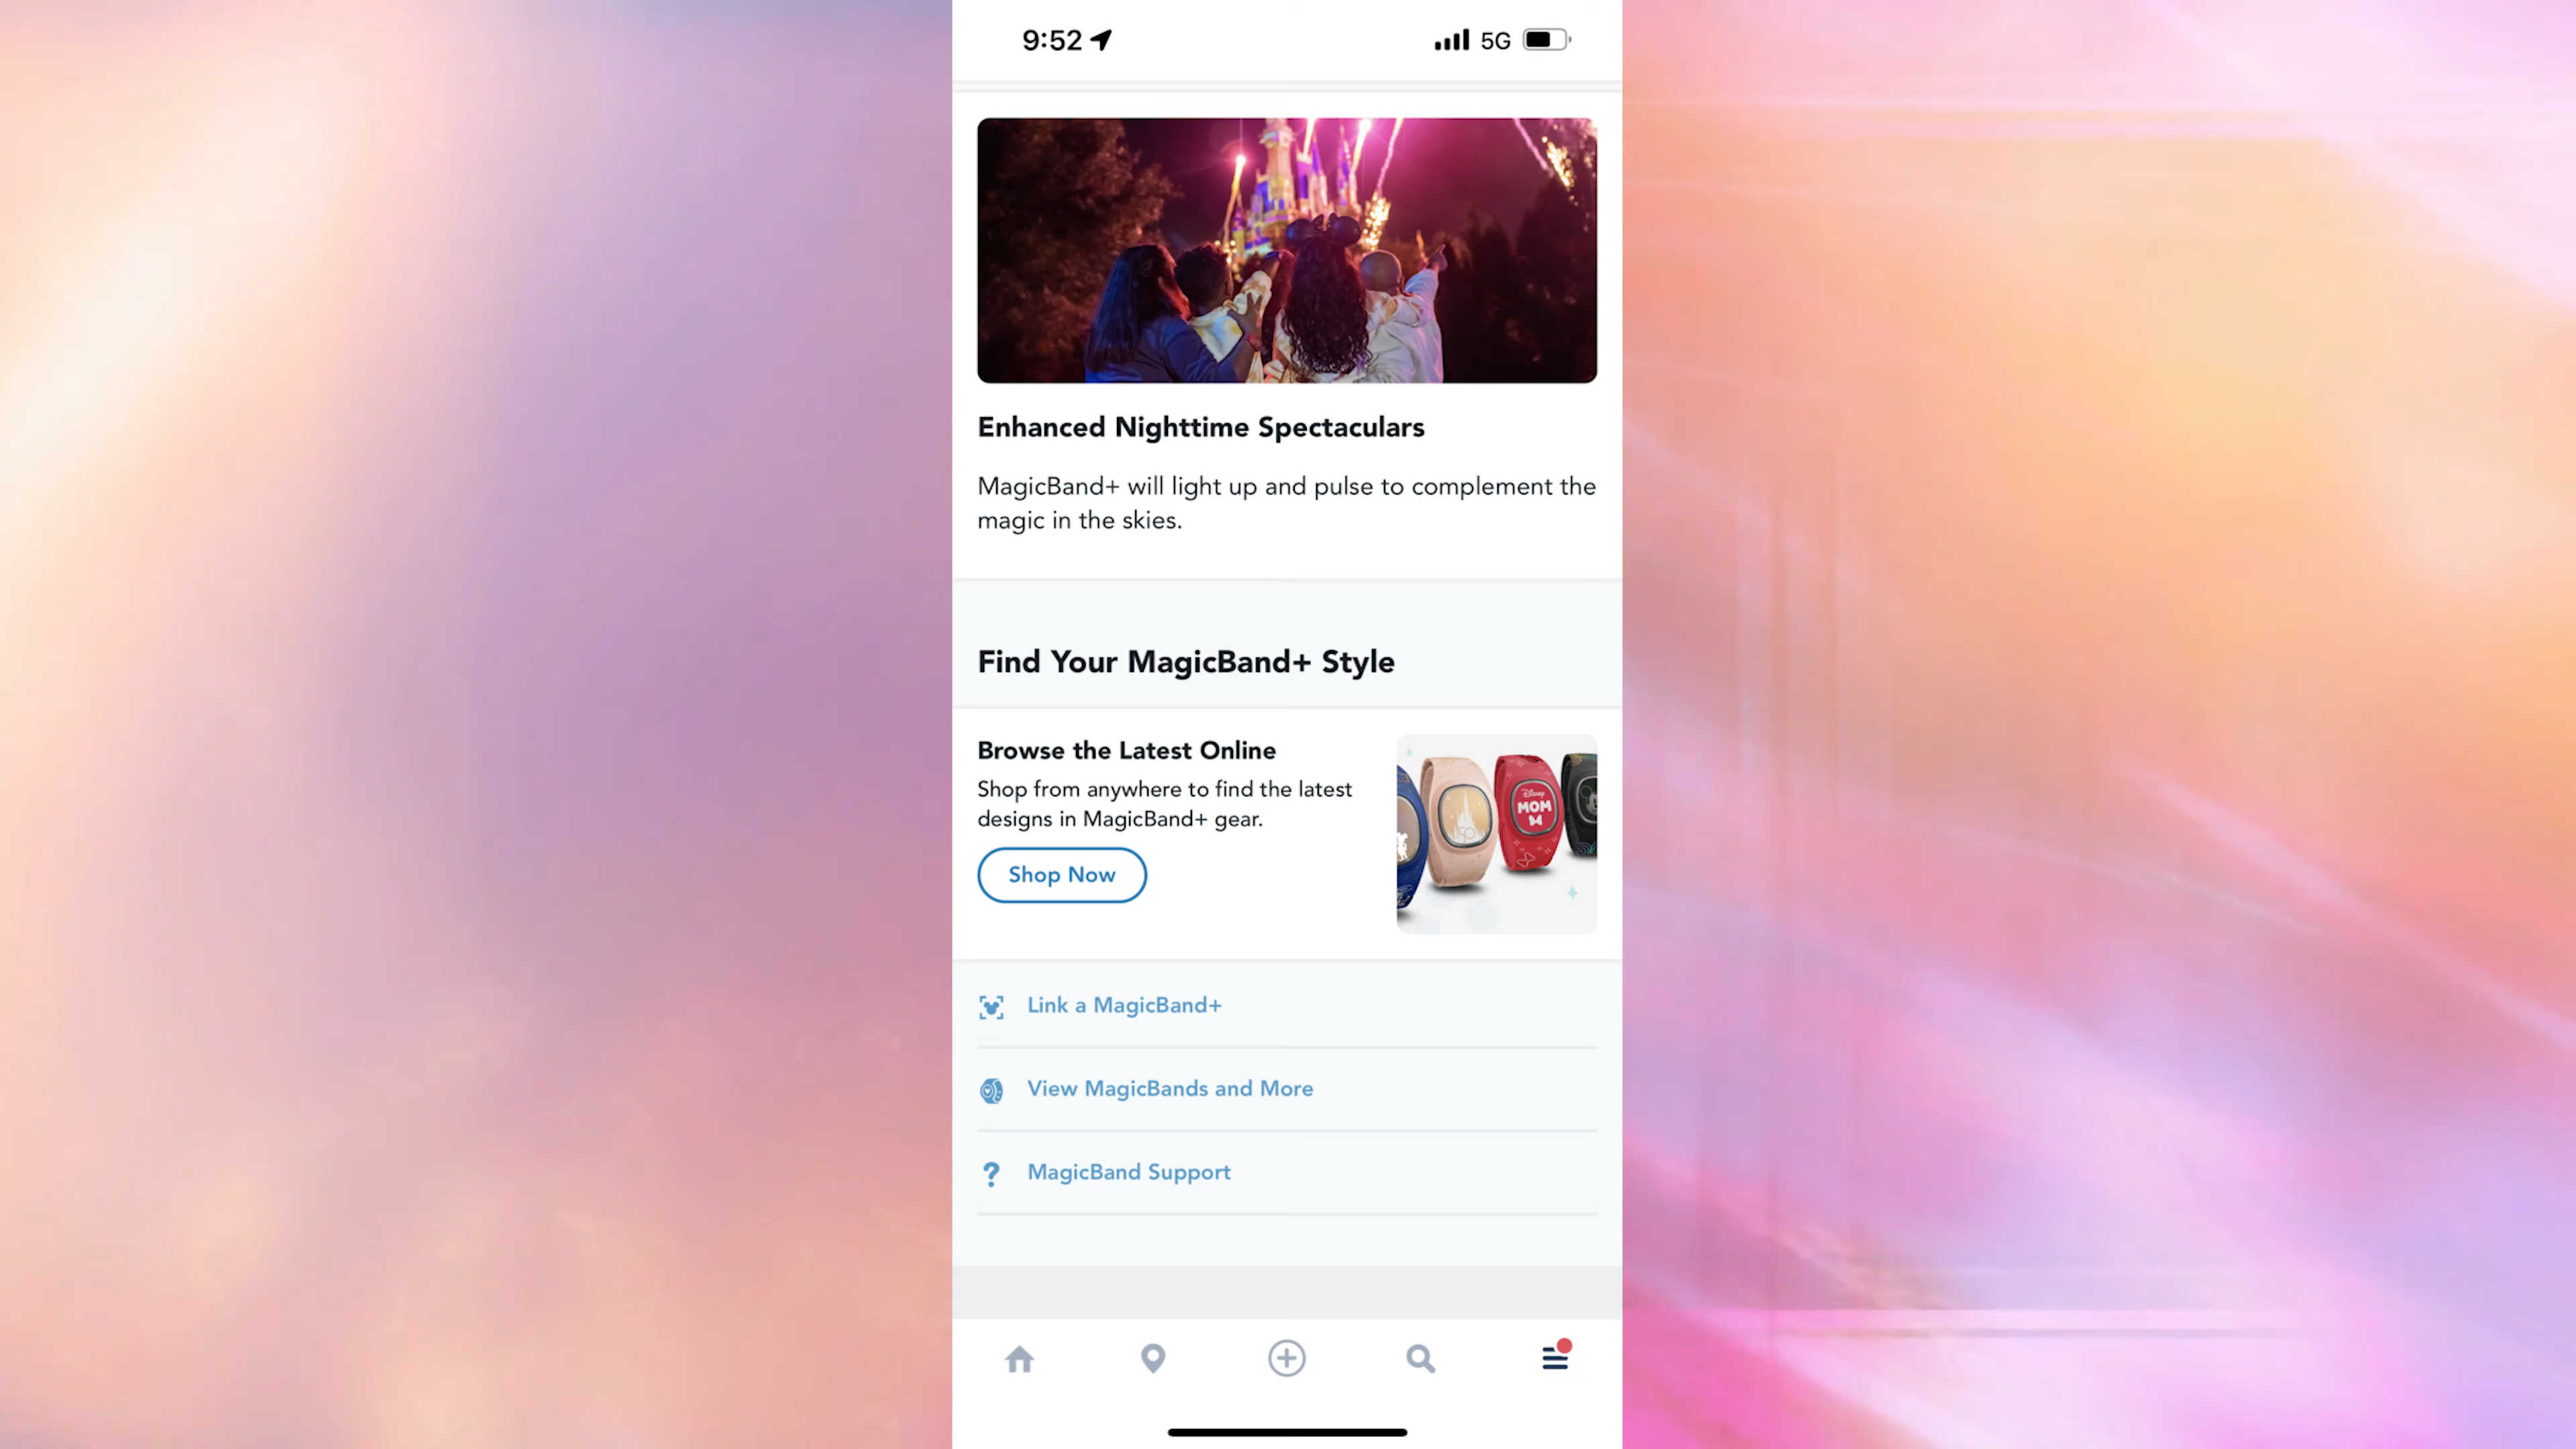 9:52
5G
Enhanced Nighttime Spectaculars
MagicBand+ will light up and pulse to complement the
magic in the skies.
Find Your MagicBand+ Style
Browse the Latest Online
Shop from anywhere to find the latest
designs in MagicBand+ gear.
Disney
MOM
50
Shop Now
Link a MagicBand+
View MagicBands and More
? MagicBand Support